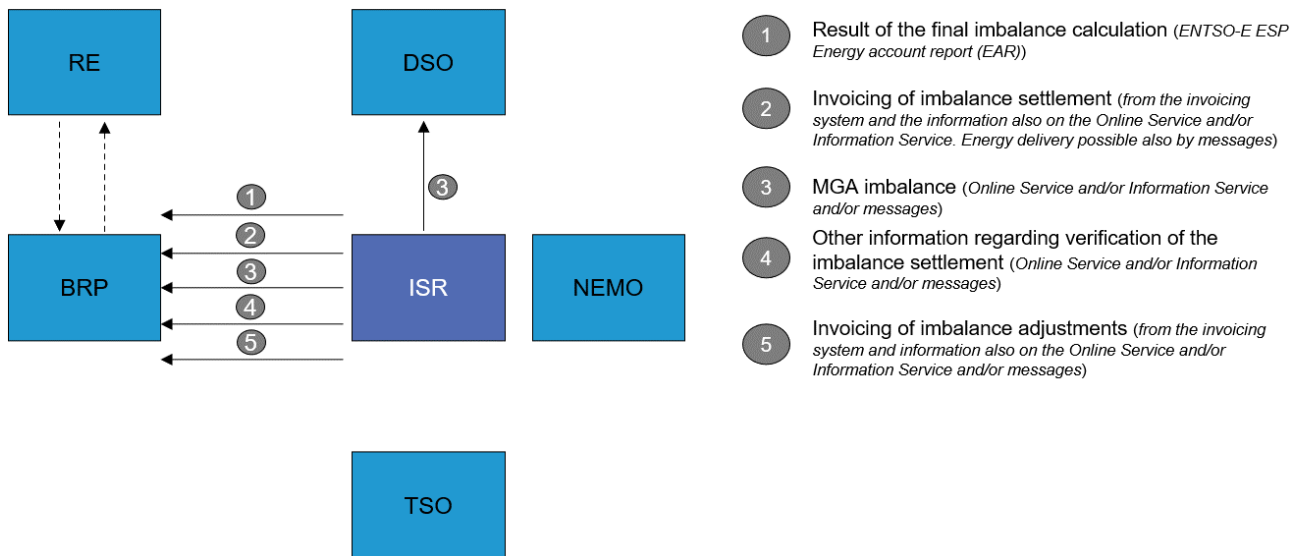 RE
DSO
3
1
2
3
4
5
BRP
ISR
NEMO
TSO
1
Result of the final imbalance calculation (ENTSO-E ESP
Energy account report (EAR))
2
Invoicing of imbalance settlement (from the invoicing
system and the information also on the Online Service and/or
Information Service. Energy delivery possible also by messages)
3
MGA imbalance (Online Service and/or Information Service
and/or messages)
4
Other information regarding verification of the
imbalance settlement (Online Service and/or Information
Service and/or messages)
5
Invoicing of imbalance adjustments (from the invoicing
system and information also on the Online Service and/or
Information Service and/or messages)